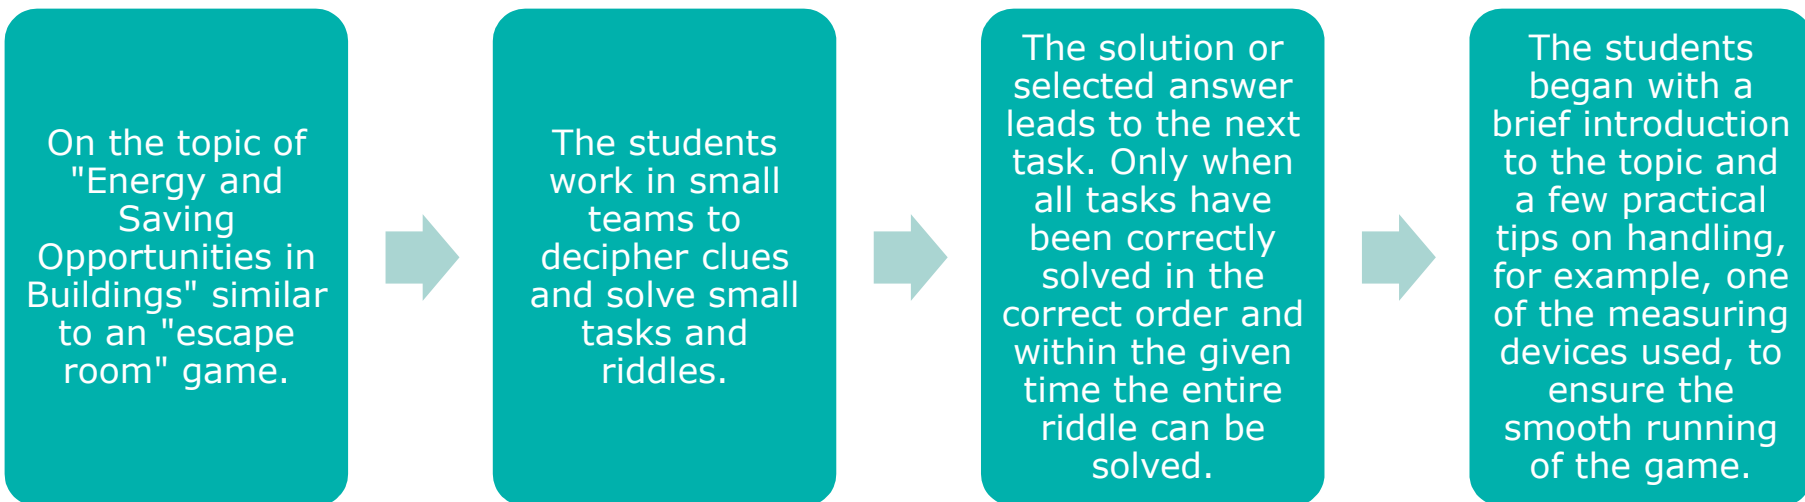 On the topic of
"Energy and
Saving
Opportunities in
Buildings" similar
to an "escape
room" game.
The students
work in small
teams to
decipher clues
and solve small
tasks and
riddles.
The solution or
selected answer
leads to the next
task. Only when
all tasks have
been correctly
solved in the
correct order and
within the given
time the entire
riddle can be
solved.
The students
began with a
brief introduction
to the topic and
a few practical
tips on handling,
for example, one
of the measuring
devices used, to
ensure the
smooth running
of the game.